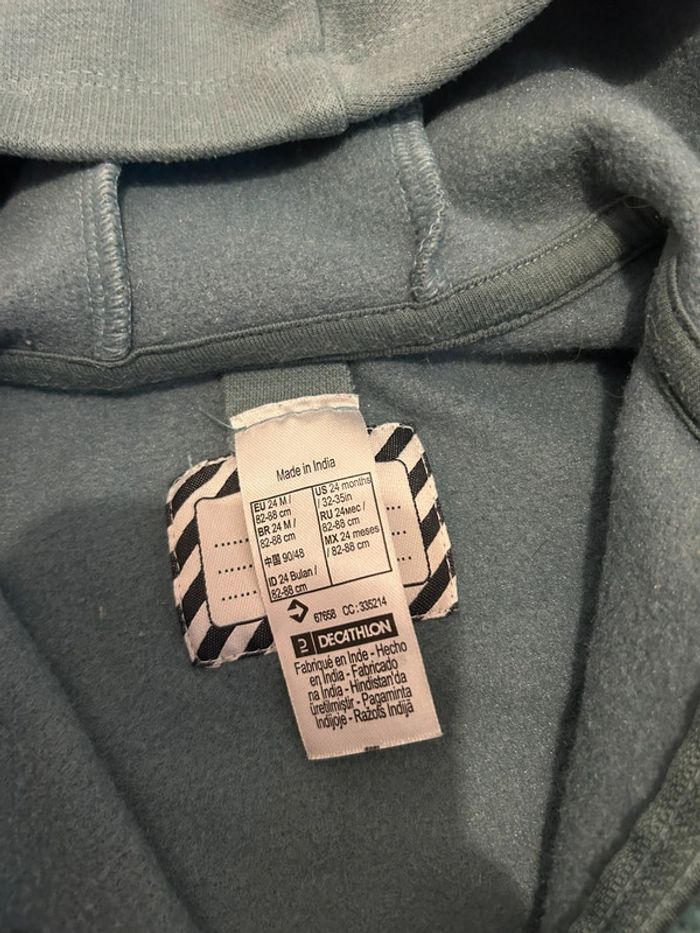 Made in India
EU 24 M /
82-88 cm
BR 24 M /
82-88 cm
中国 90/48
ID 24 Bulan /
82-88 cm
US 24 months
/ 32-35in
RU 24мес /
82-88 cm
MX 24 meses
/ 82-88 cm
67658 CC : 335214
DECATHLON
Fabriqué en Inde - Hecho
en India - Fabricado
na Índia - Hindistan'da
üretilmiştir - Pagaminta
Indijoje - Ražots Indijā